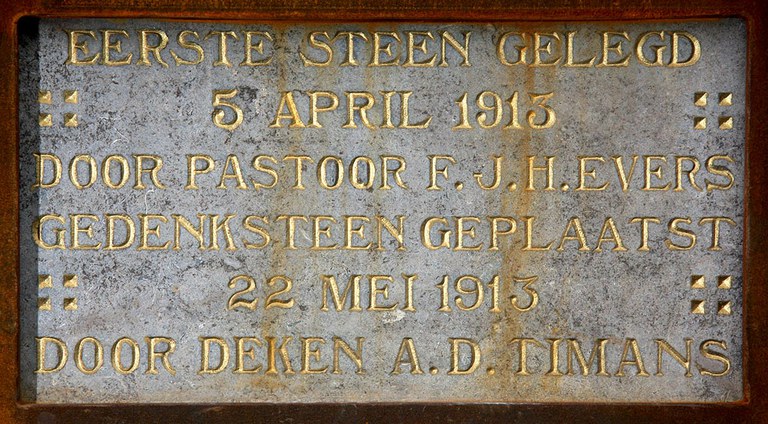 EERSTE STEEN GELEGD
5 APRIL 1913
DOOR PASTOOR F. J. H. EVERS
GEDENKSTEEN GEPLAATST
22 MEI 1913
DOOR DEKEN A. D. TIMANS